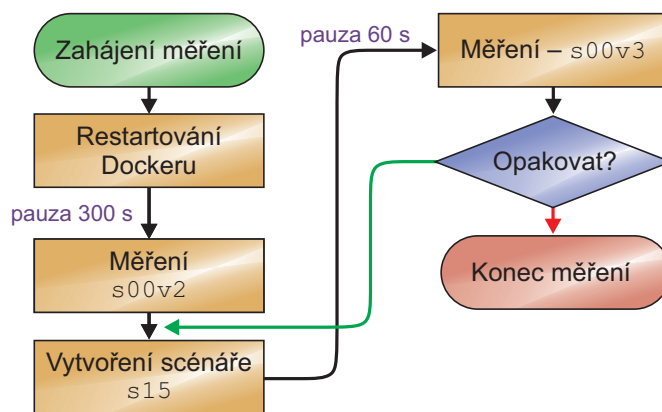 Zahájení měření
Restartování
Dockeru
pauza 300 s
Měření
s00v2
Vytvoření scénáře
s15
pauza 60 s
Měření – s00v3
Opakovat?
Konec měření